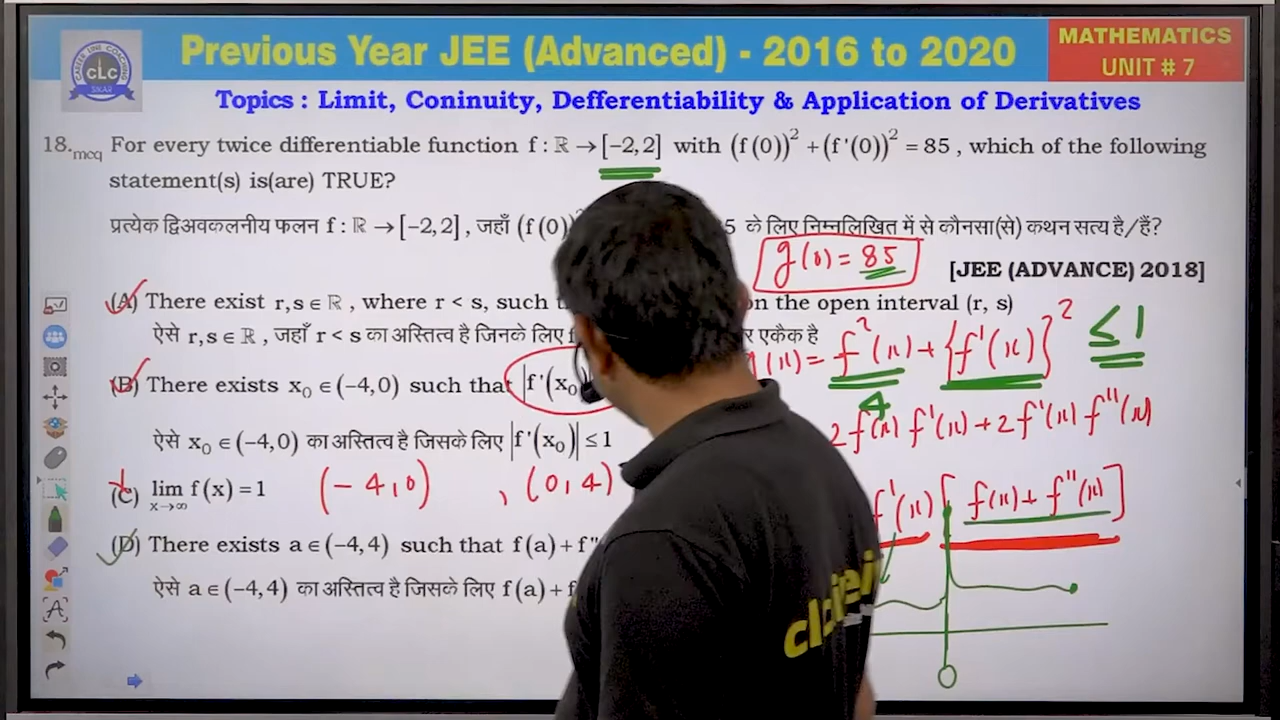 Previous Year JEE (Advanced) - 2016 to 2020
MATHEMATICS
UNIT # 7
CLC
SIKAR
Topics : Limit, Coninuity, Defferentiability & Application of Derivatives
18. mcq For every twice differentiable function f : ℝ → [-2, 2] with (f(0))² + (f'(0))² = 85 , which of the following
statement(s) is(are) TRUE?
प्रत्येक द्विअवकलनीय फलन f : ℝ → [-2, 2] , जहाँ (f(0) 5 के लिए निम्नलिखित में से कौनसा(से) कथन सत्य है/हैं?
g(0) = 85
[JEE (ADVANCE) 2018]
(A) There exist r, s ∈ ℝ , where r < s, such on the open interval (r, s)
ऐसे r, s ∈ ℝ , जहाँ r < s का अस्तित्व है जिनके लिए f र एकैक है
(x) = f²(x) + {f'(x)}² ≤ 1
4
(B) There exists x₀ ∈ (-4, 0) such that |f'(x₀)
2f(x) f'(x) + 2f'(x) f''(x)
ऐसे x₀ ∈ (-4, 0) का अस्तित्व है जिसके लिए |f'(x₀)| ≤ 1
(C) lim x→∞ f(x) = 1 (-4, 0) , (0, 4)
f'(x) [f(x) + f''(x)]
(D) There exists a ∈ (-4, 4) such that f(a) + f"
ऐसे a ∈ (-4, 4) का अस्तित्व है जिसके लिए f(a) + f
0